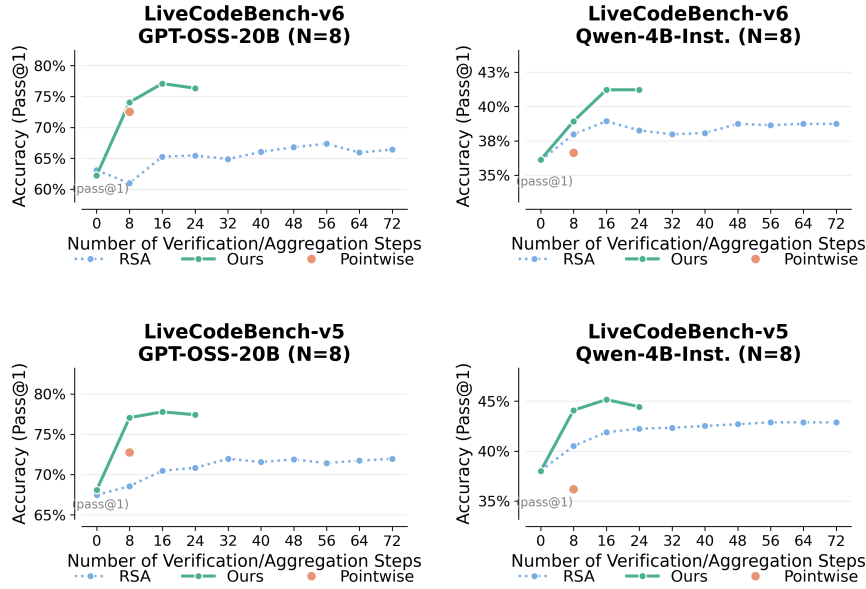 LiveCodeBench-v6
GPT-OSS-20B (N=8)
Accuracy (Pass@1)
80%
75%
70%
65%
60%
(pass@1)
0 8 16 24 32 40 48 56 64 72
Number of Verification/Aggregation Steps
RSA Ours Pointwise
LiveCodeBench-v6
Qwen-4B-Inst. (N=8)
Accuracy (Pass@1)
43%
40%
38%
35%
(pass@1)
0 8 16 24 32 40 48 56 64 72
Number of Verification/Aggregation Steps
RSA Ours Pointwise
LiveCodeBench-v5
GPT-OSS-20B (N=8)
Accuracy (Pass@1)
80%
75%
70%
65%
(pass@1)
0 8 16 24 32 40 48 56 64 72
Number of Verification/Aggregation Steps
RSA Ours Pointwise
LiveCodeBench-v5
Qwen-4B-Inst. (N=8)
Accuracy (Pass@1)
45%
40%
35%
(pass@1)
0 8 16 24 32 40 48 56 64 72
Number of Verification/Aggregation Steps
RSA Ours Pointwise